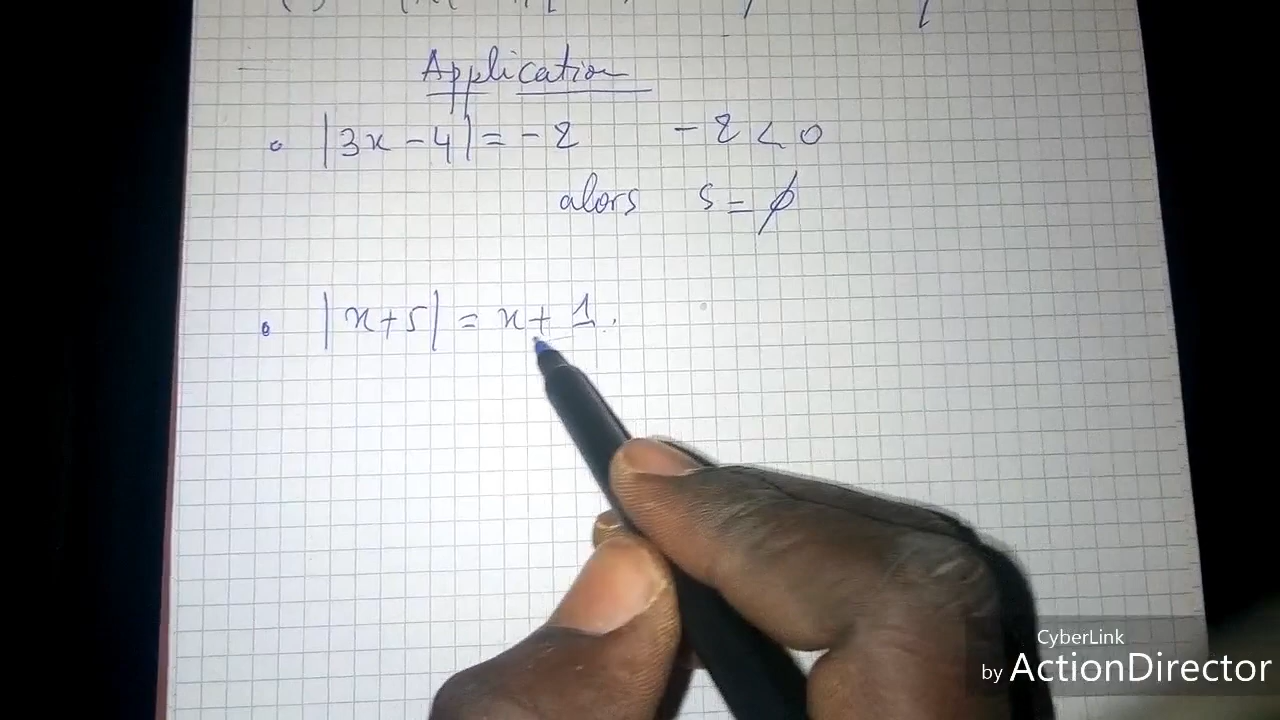 Application
|3x-4| = -2 -2 < 0
alors S = ∅
|x+5| = x+1.
CyberLink
by ActionDirector